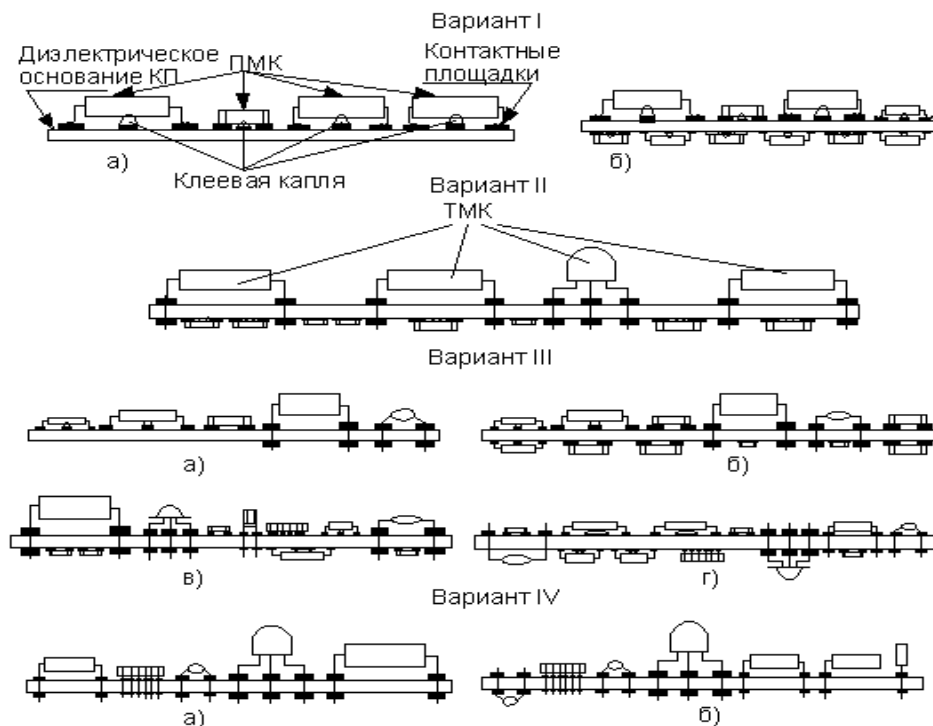 Вариант I
Диэлектрическое
основание КП
ПМК
Контактные
площадки
а)
б)
Клеевая капля
Вариант II
ТМК
Вариант III
а)
б)
в)
г)
Вариант IV
а)
б)